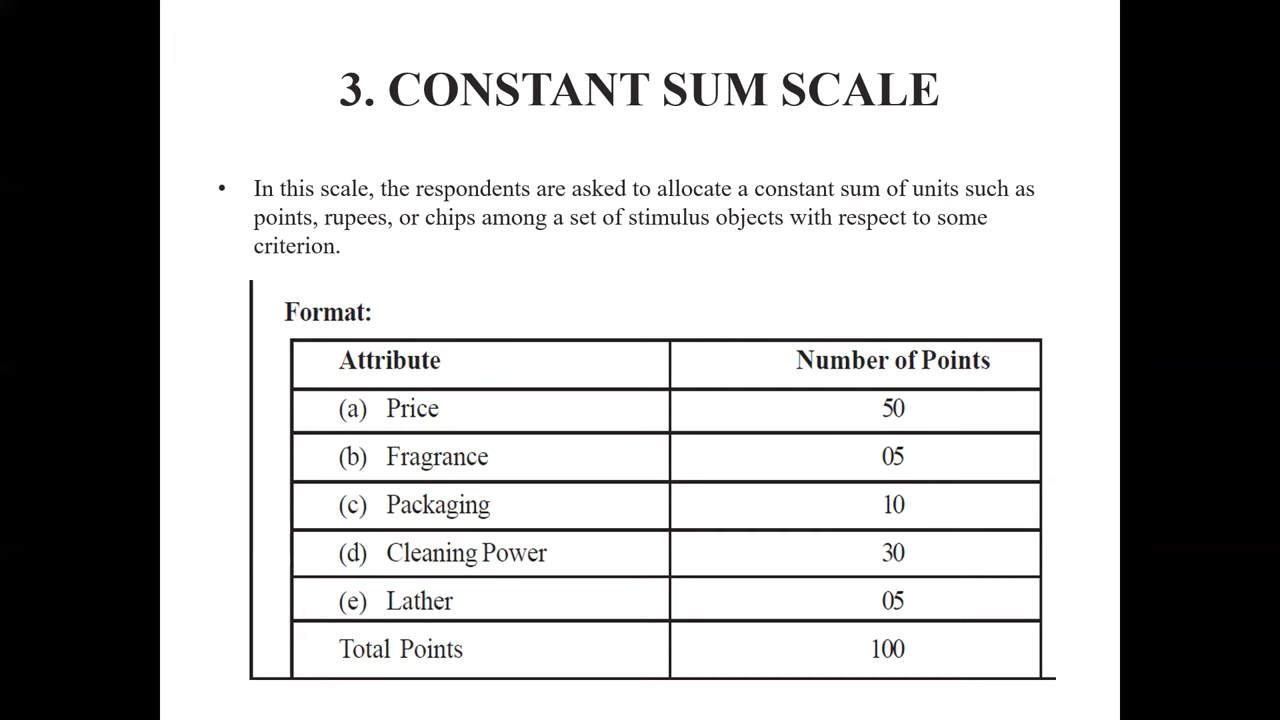 3. CONSTANT SUM SCALE
• In this scale, the respondents are asked to allocate a constant sum of units such as
points, rupees, or chips among a set of stimulus objects with respect to some
criterion.
Format:
Attribute Number of Points
(a) Price 50
(b) Fragrance 05
(c) Packaging 10
(d) Cleaning Power 30
(e) Lather 05
Total Points 100